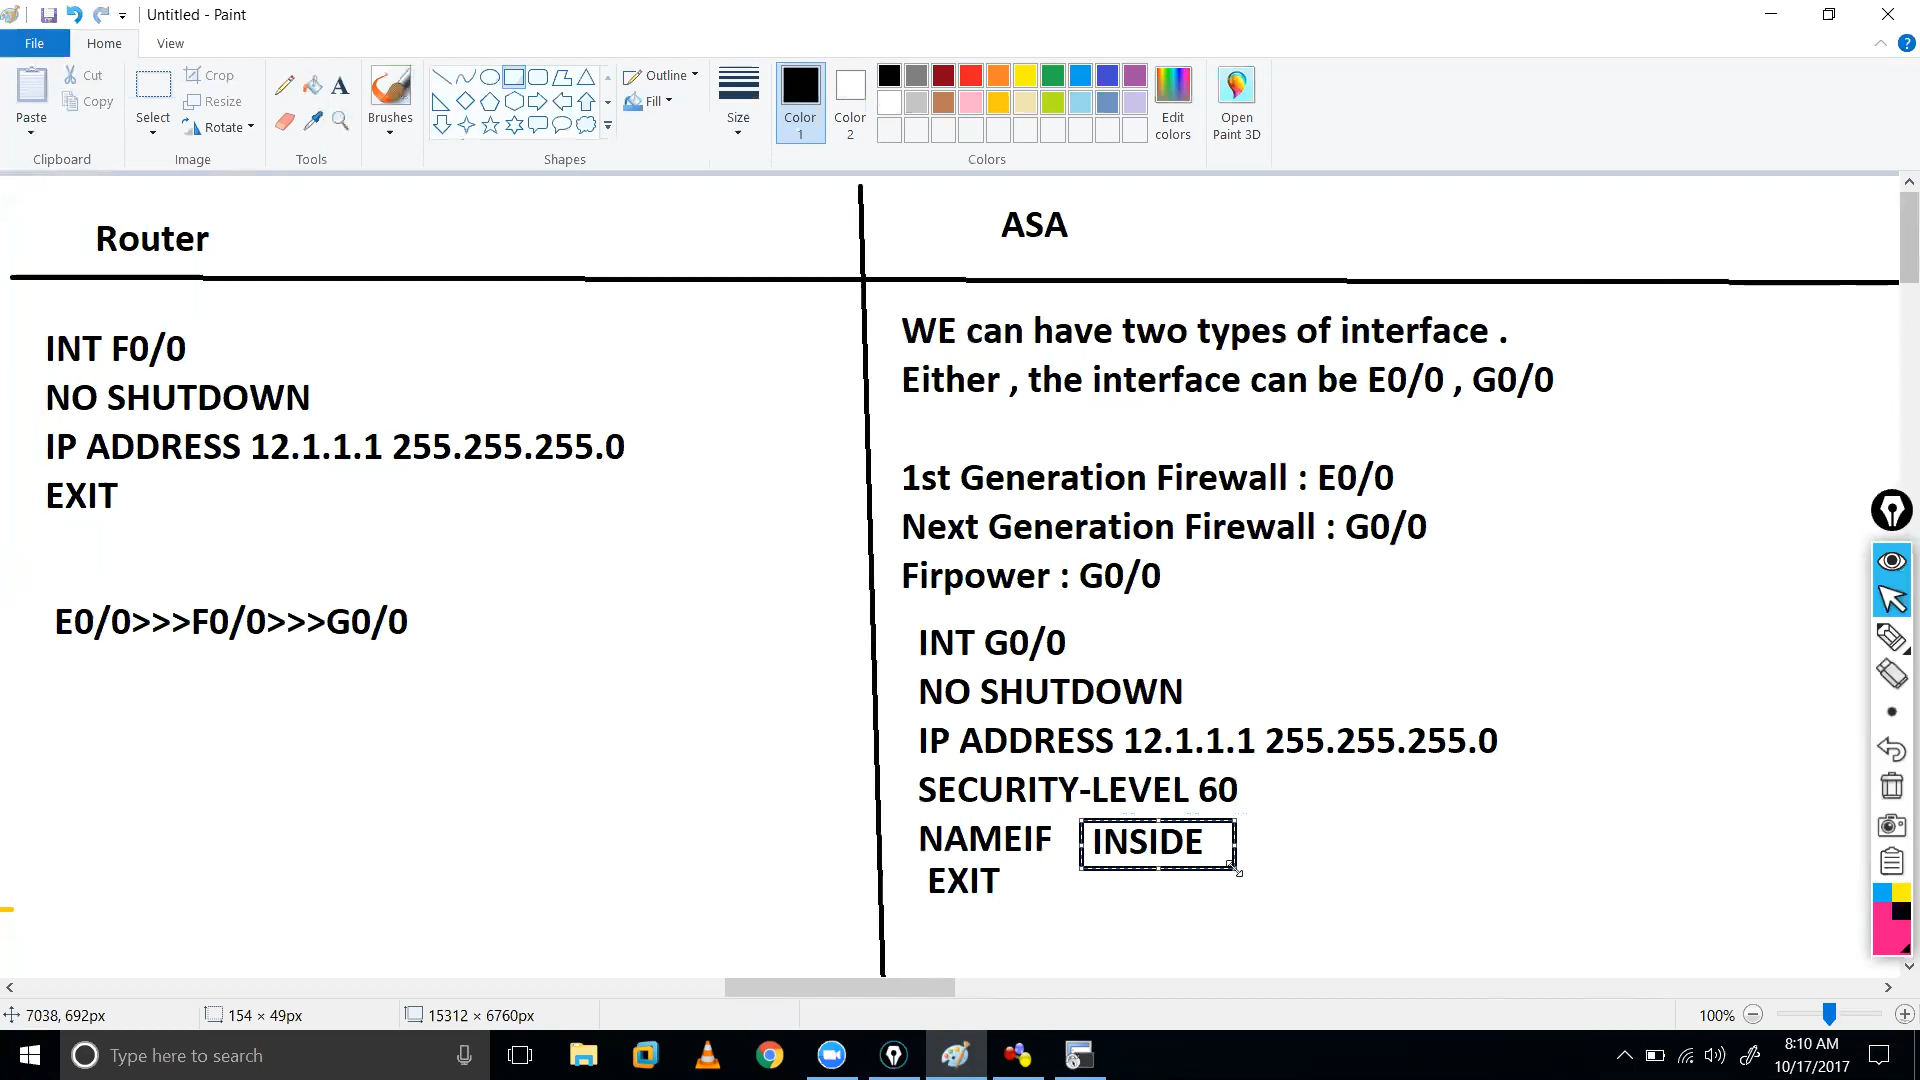 Untitled - Paint
File
Home
View
Paste
Cut
Copy
Clipboard
Select
Crop
Resize
Rotate
Image
Tools
Brushes
Shapes
Outline
Fill
Size
Color 1
Color 2
Edit colors
Colors
Open Paint 3D
Router
INT F0/0
NO SHUTDOWN
IP ADDRESS 12.1.1.1 255.255.255.0
EXIT
E0/0>>>F0/0>>>G0/0
ASA
WE can have two types of interface .
Either , the interface can be E0/0 , G0/0
1st Generation Firewall : E0/0
Next Generation Firewall : G0/0
Firpower : G0/0
INT G0/0
NO SHUTDOWN
IP ADDRESS 12.1.1.1 255.255.255.0
SECURITY-LEVEL 60
NAMEIF INSIDE
EXIT
7038, 692px
154 × 49px
15312 × 6760px
100%
Type here to search
8:10 AM
10/17/2017